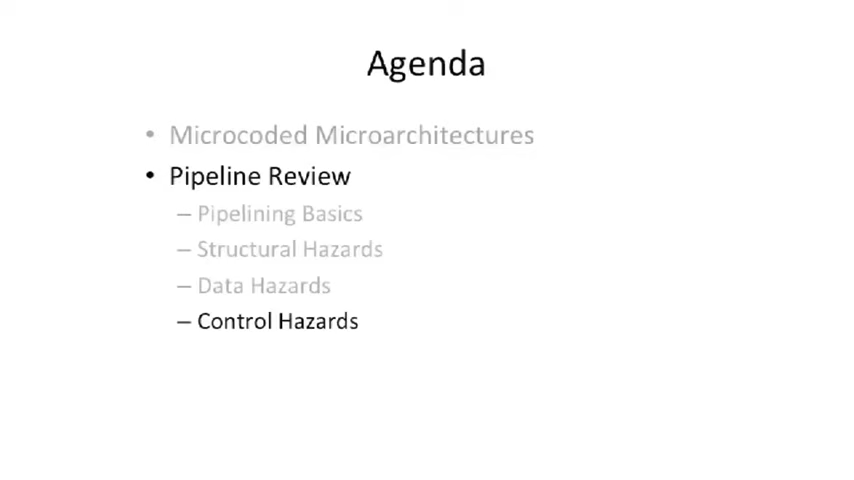 Agenda
• Microcoded Microarchitectures
• Pipeline Review
– Pipelining Basics
– Structural Hazards
– Data Hazards
– Control Hazards